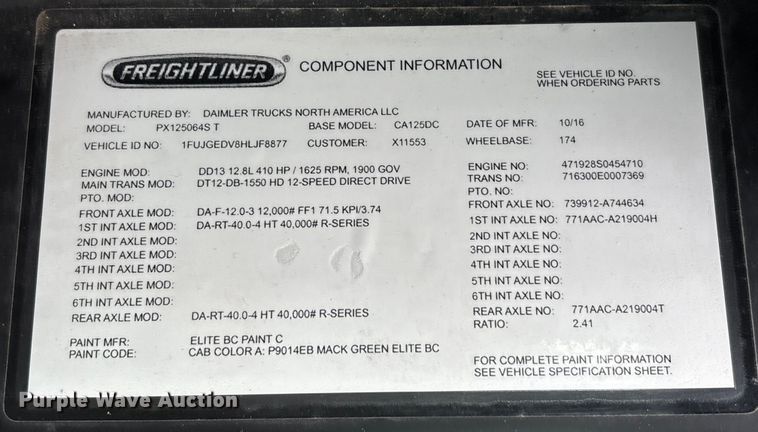 FREIGHTLINER® COMPONENT INFORMATION
SEE VEHICLE ID NO.
WHEN ORDERING PARTS
MANUFACTURED BY: DAIMLER TRUCKS NORTH AMERICA LLC
MODEL: PX125064S T BASE MODEL: CA125DC DATE OF MFR: 10/16
VEHICLE ID NO: 1FUJGEDV8HLJF8877 CUSTOMER: X11553 WHEELBASE: 174
ENGINE MOD: DD13 12.8L 410 HP / 1625 RPM, 1900 GOV ENGINE NO: 471928S0454710
MAIN TRANS MOD: DT12-DB-1550 HD 12-SPEED DIRECT DRIVE TRANS NO: 716300E0007369
PTO. MOD: PTO. NO:
FRONT AXLE MOD: DA-F-12.0-3 12,000# FF1 71.5 KPI/3.74 FRONT AXLE NO: 739912-A744634
1ST INT AXLE MOD: DA-RT-40.0-4 HT 40,000# R-SERIES 1ST INT AXLE NO: 771AAC-A219004H
2ND INT AXLE MOD: 2ND INT AXLE NO:
3RD INT AXLE MOD: 3RD INT AXLE NO:
4TH INT AXLE MOD: 4TH INT AXLE NO:
5TH INT AXLE MOD: 5TH INT AXLE NO:
6TH INT AXLE MOD: 6TH INT AXLE NO:
REAR AXLE MOD: DA-RT-40.0-4 HT 40,000# R-SERIES REAR AXLE NO: 771AAC-A219004T
RATIO: 2.41
PAINT MFR: ELITE BC PAINT C
PAINT CODE: CAB COLOR A: P9014EB MACK GREEN ELITE BC
FOR COMPLETE PAINT INFORMATION
SEE VEHICLE SPECIFICATION SHEET.
Purple Wave Auction